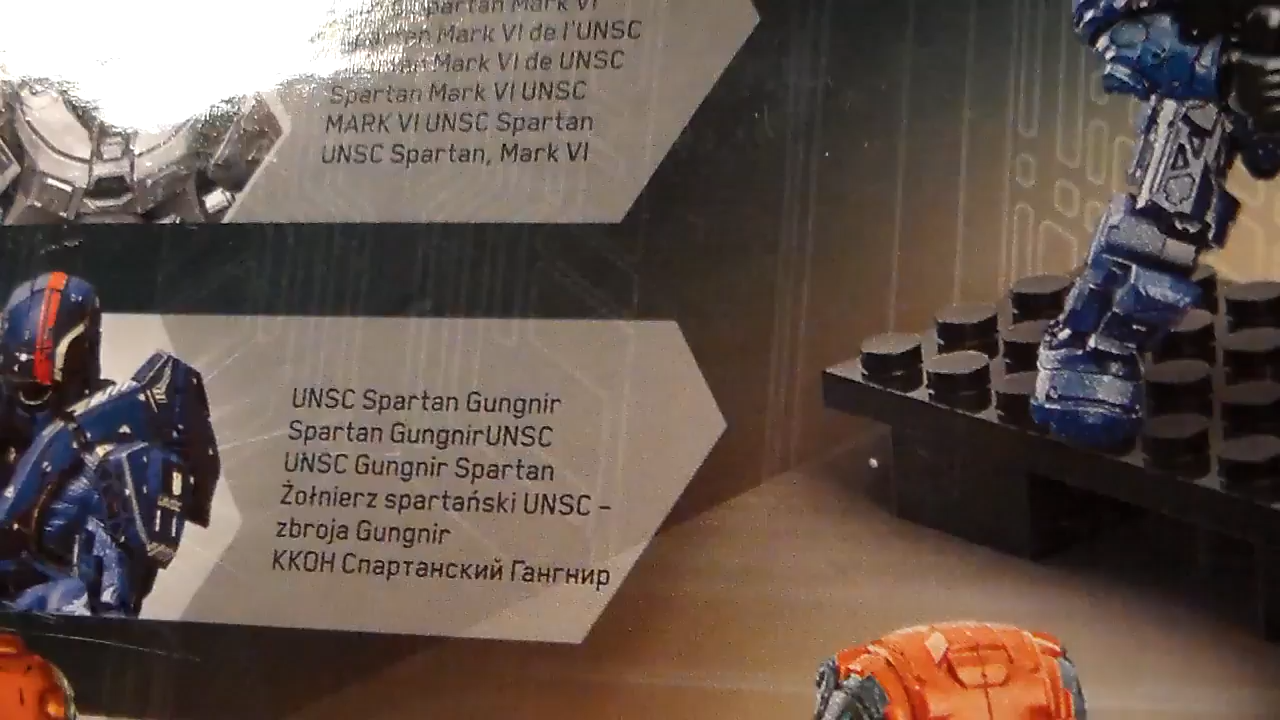 Spartan Mark VI
Mark VI de l'UNSC
Mark VI de UNSC
Spartan Mark VI UNSC
MARK VI UNSC Spartan
UNSC Spartan, Mark VI
UNSC Spartan Gungnir
Spartan GungnirUNSC
UNSC Gungnir Spartan
Żołnierz spartański UNSC –
zbroja Gungnir
ККОН Спартанский Гангнир